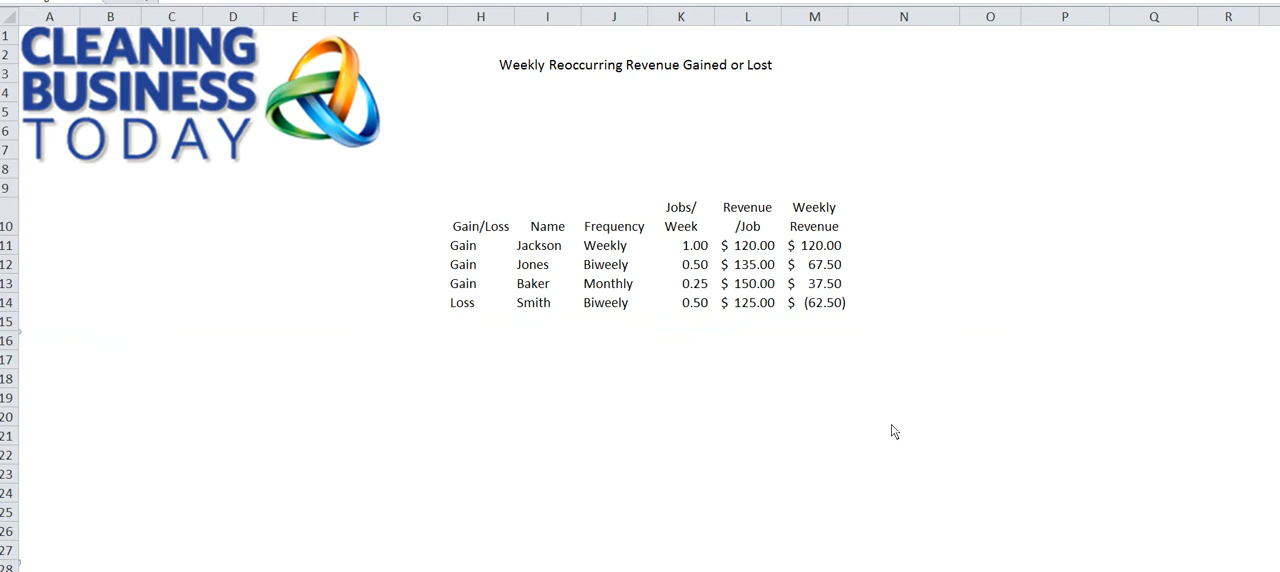 A B C D E F G H I J K L M N O P Q R
1
2
3
4
5
6
7
8
9
10
11
12
13
14
15
16
17
18
19
20
21
22
23
24
25
26
27
28
CLEANING
BUSINESS
TODAY
Weekly Reoccurring Revenue Gained or Lost
Jobs/ Revenue Weekly
Gain/Loss Name Frequency Week /Job Revenue
Gain Jackson Weekly 1.00 $ 120.00 $ 120.00
Gain Jones Biweely 0.50 $ 135.00 $ 67.50
Gain Baker Monthly 0.25 $ 150.00 $ 37.50
Loss Smith Biweely 0.50 $ 125.00 $ (62.50)